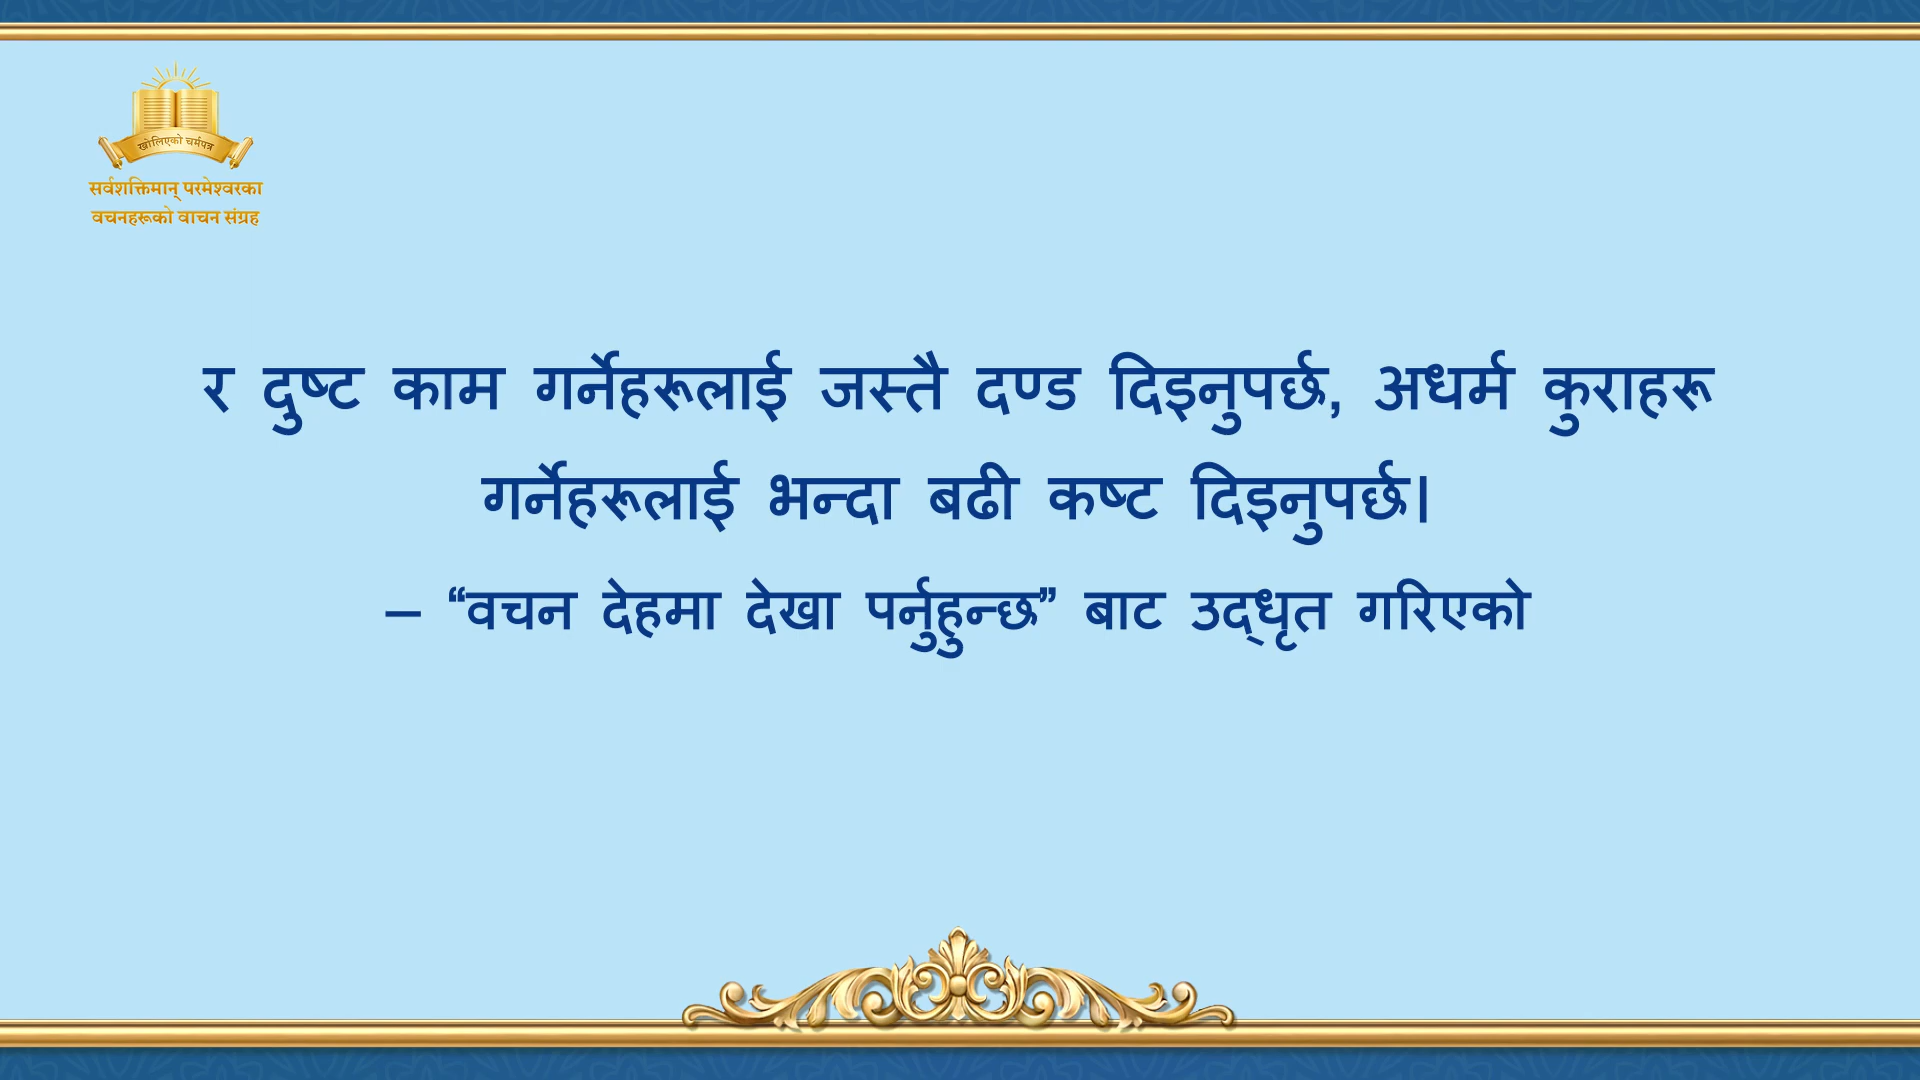 खोलिएको चर्मपत्र
सर्वशक्तिमान् परमेश्‍वरका
वचनहरूको वाचन संग्रह
र दुष्ट काम गर्नेहरूलाई जस्तै दण्ड दिइनुपर्छ, अधर्म कुराहरू
गर्नेहरूलाई भन्दा बढी कष्ट दिइनुपर्छ।
— “वचन देहमा देखा पर्नुहुन्छ” बाट उद्धृत गरिएको